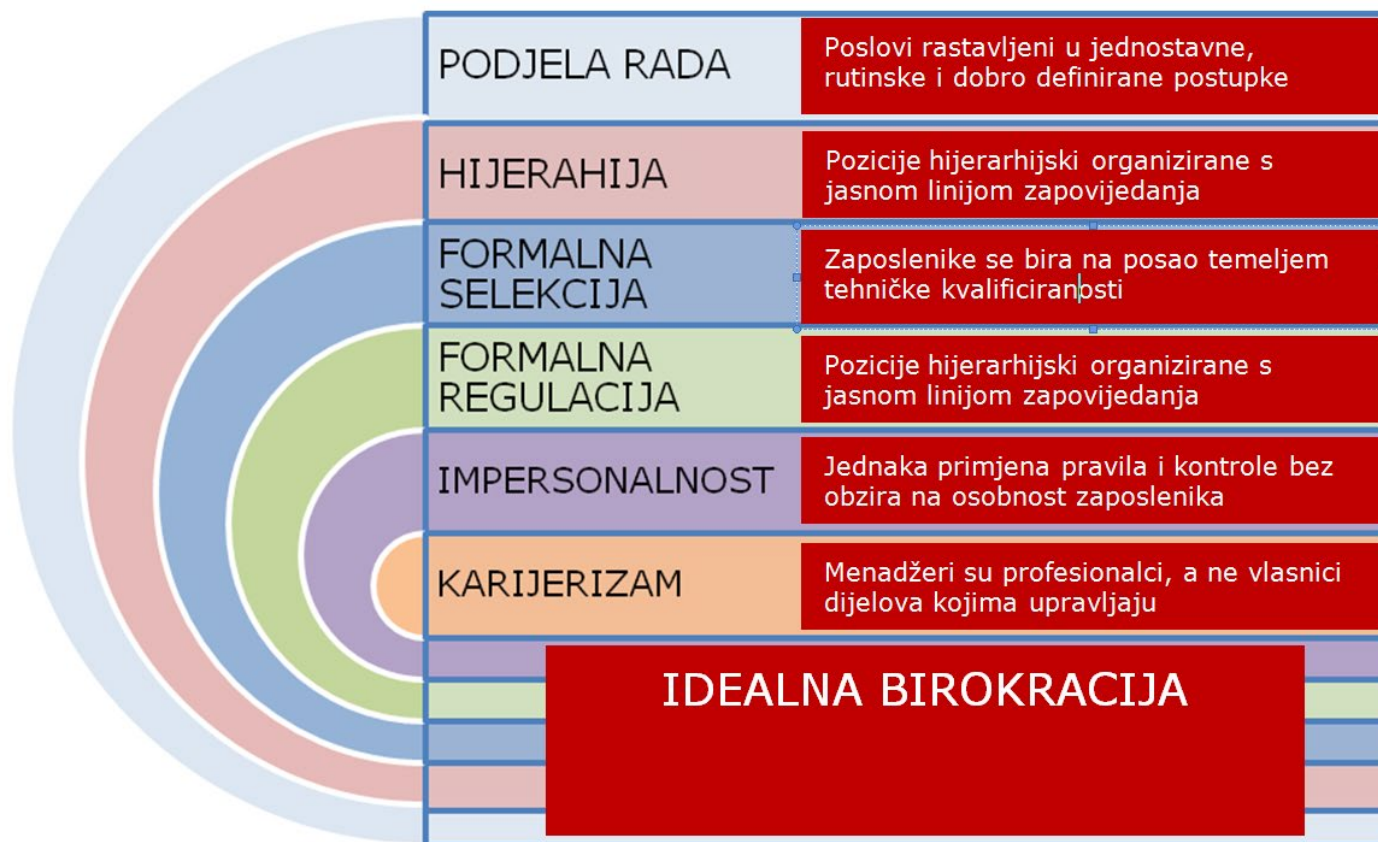 PODJELA RADA
Poslovi rastavljeni u jednostavne,
rutinske i dobro definirane postupke
HIJERAHIJA
Pozicije hijerarhijski organizirane s
jasnom linijom zapovijedanja
FORMALNA
SELEKCIJA
Zaposlenike se bira na posao temeljem
tehničke kvalificiranosti
FORMALNA
REGULACIJA
Pozicije hijerarhijski organizirane s
jasnom linijom zapovijedanja
IMPERSONALNOST
Jednaka primjena pravila i kontrole bez
obzira na osobnost zaposlenika
KARIJERIZAM
Menadžeri su profesionalci, a ne vlasnici
dijelova kojima upravljaju
IDEALNA BIROKRACIJA